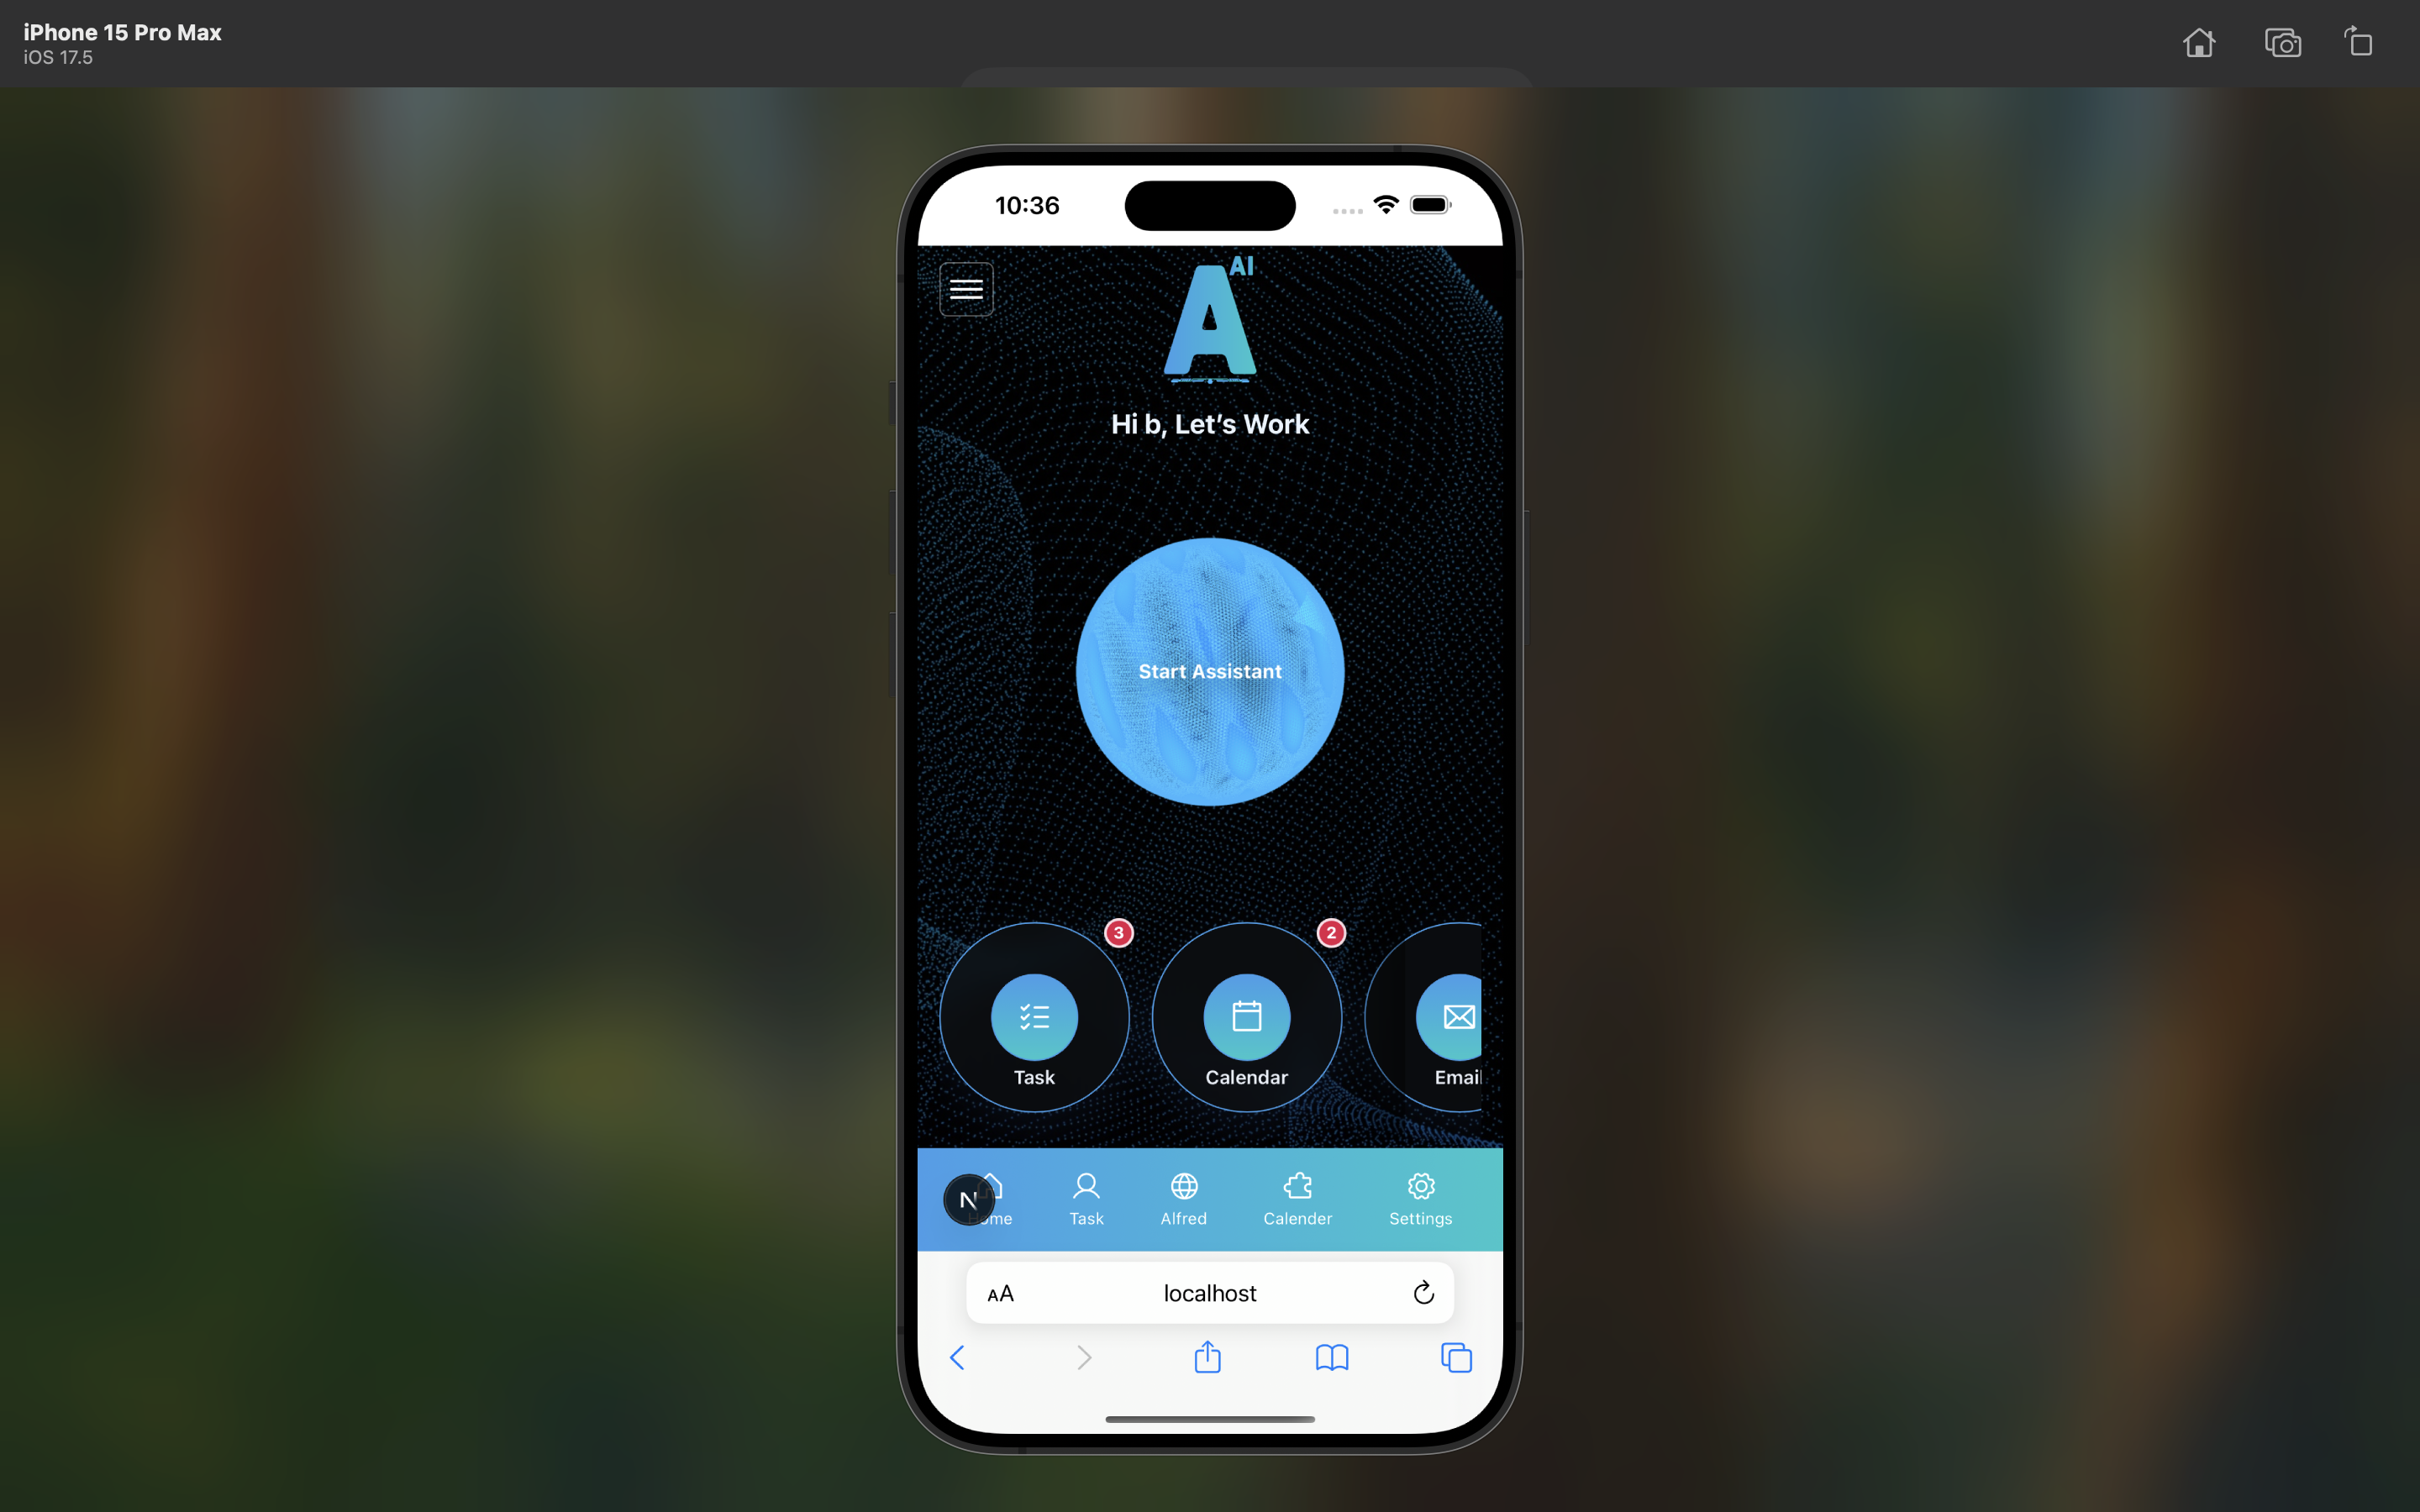 iPhone 15 Pro Max
iOS 17.5
10:36
AI
A
Hi b, Let's Work
Start Assistant
3
2
Task
Calendar
Email
N
Home
Task
Alfred
Calender
Settings
AA
localhost